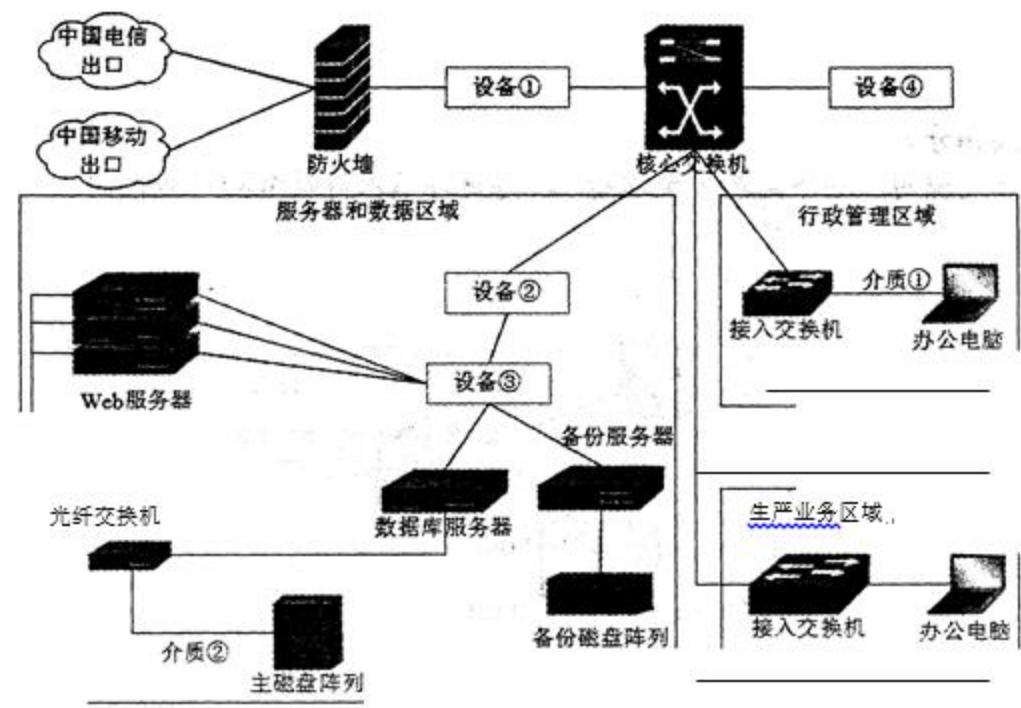 中国电信
出口
设备①
设备④
中国移动
出口
防火墙
核心交换机
服务器和数据区域
行政管理区域
设备②
介质①
接入交换机
办公电脑
设备③
Web服务器
备份服务器
光纤交换机
数据库服务器
生严业务区域
介质②
备份磁盘阵列
接入交换机
办公电脑
主磁盘阵列